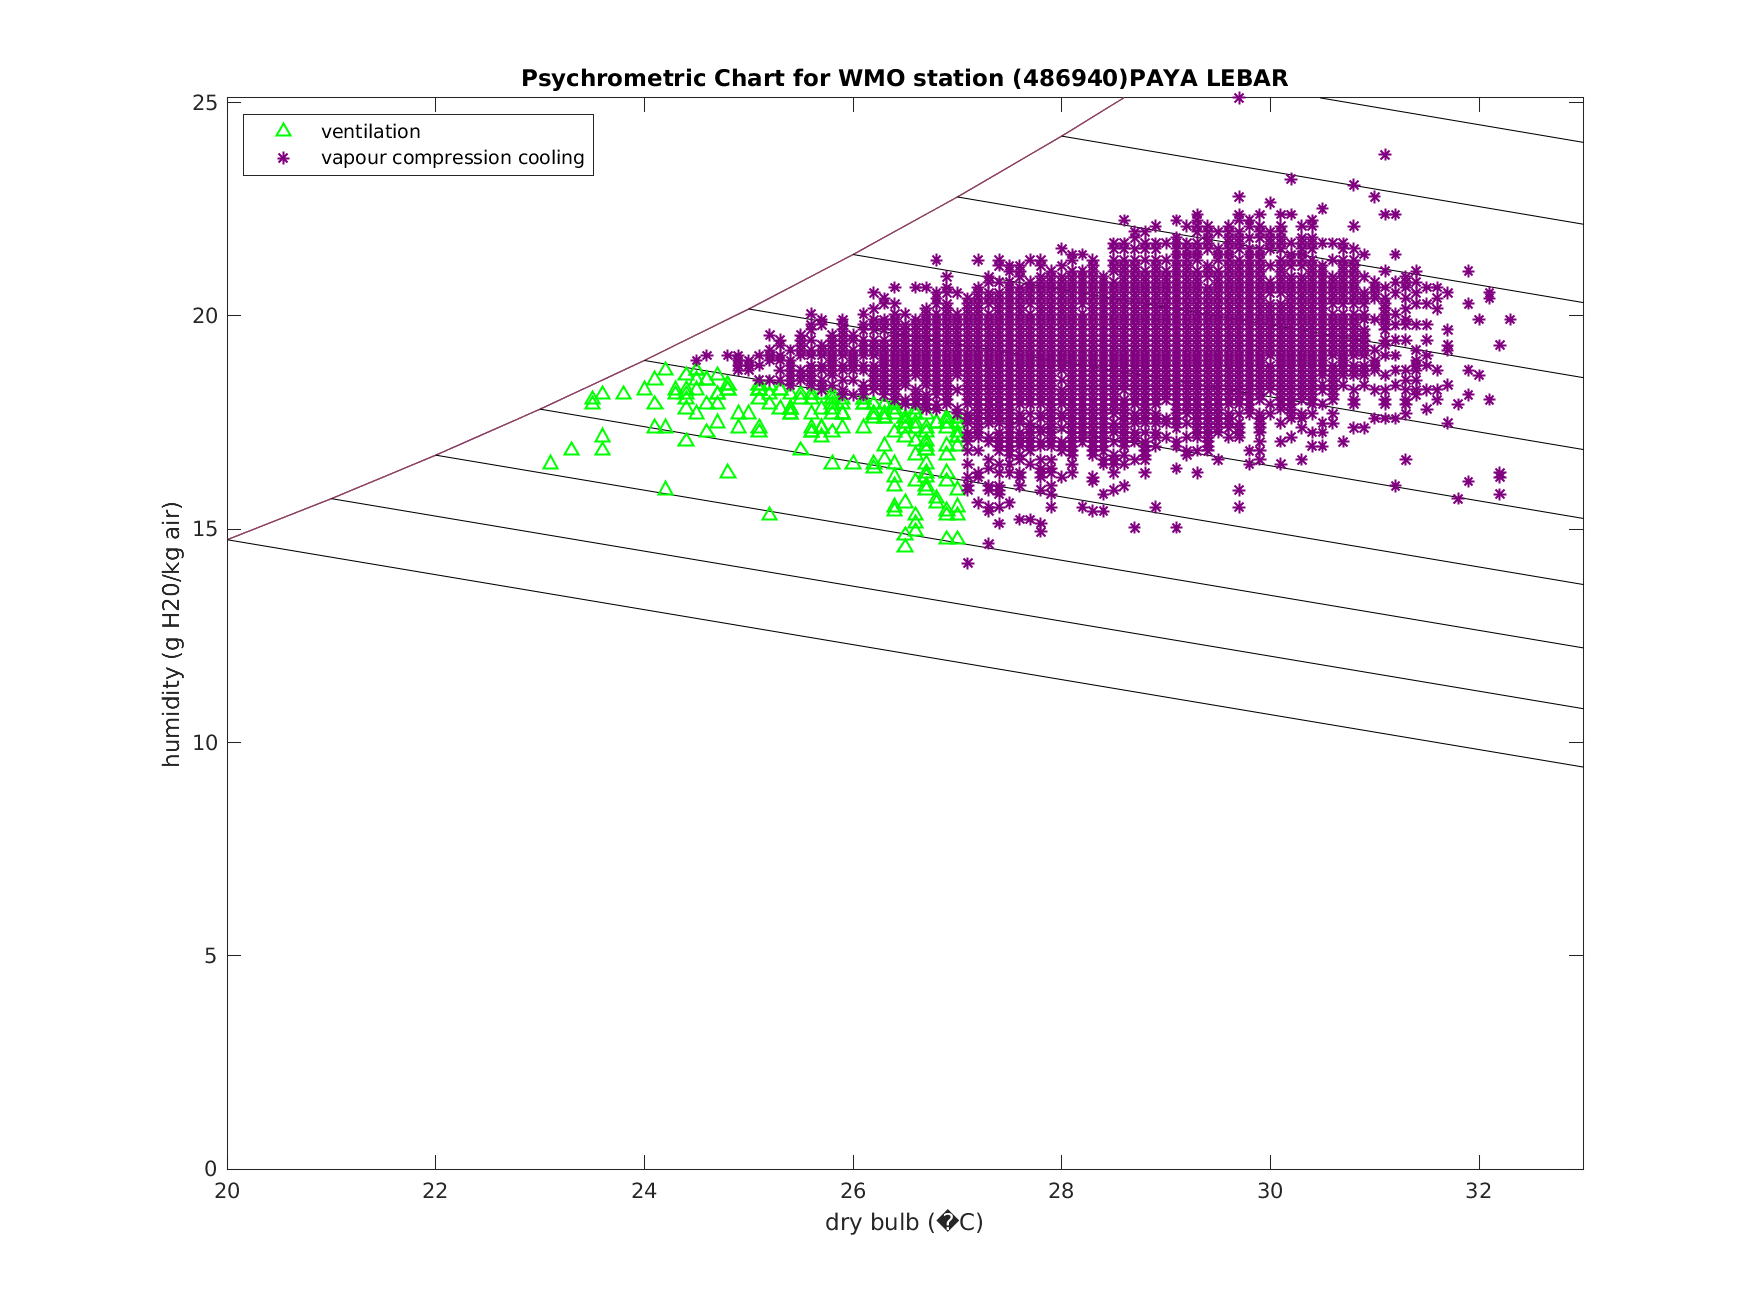 Psychrometric Chart for WMO station (486940)PAYA LEBAR
ventilation
vapour compression cooling
25
20
15
10
5
0
humidity (g H20/kg air)
20 22 24 26 28 30 32
dry bulb (�C)